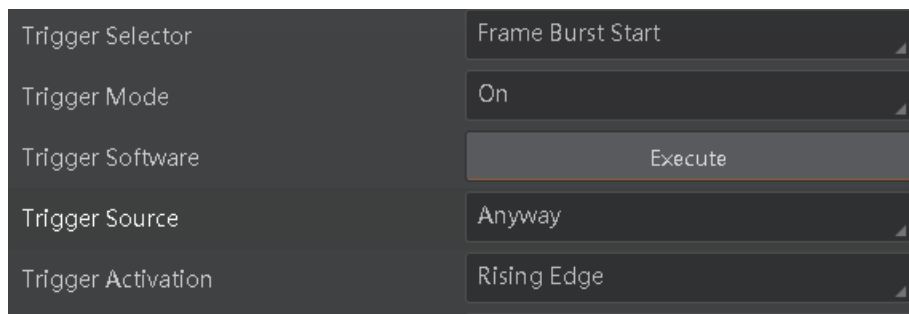 Trigger Selector Frame Burst Start
Trigger Mode On
Trigger Software Execute
Trigger Source Anyway
Trigger Activation Rising Edge